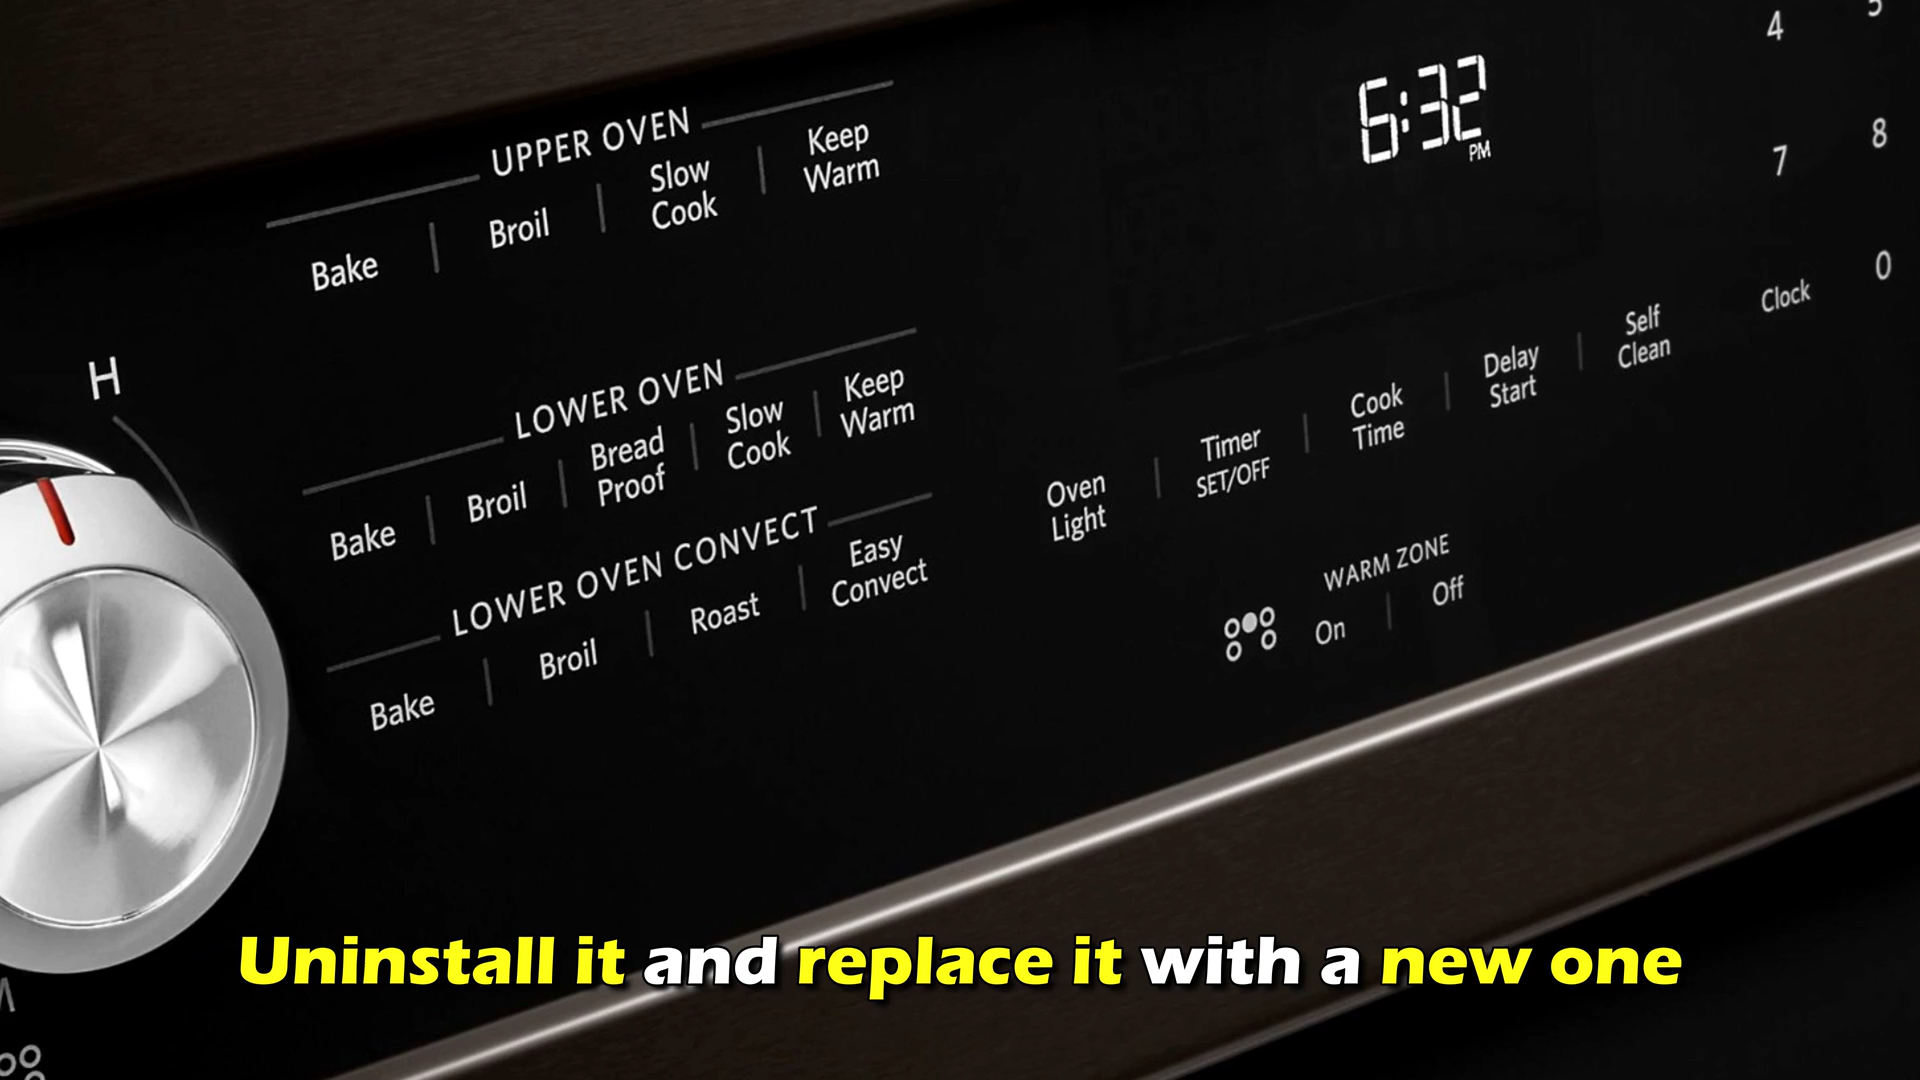 UPPER OVEN
Bake
Broil
Slow
Cook
Keep
Warm
LOWER OVEN
Bake
Broil
Bread
Proof
Slow
Cook
Keep
Warm
LOWER OVEN CONVECT
Bake
Broil
Roast
Easy
Convect
H
6:32
PM
4
5
7
8
0
Clock
Oven
Light
Timer
SET/OFF
Cook
Time
Delay
Start
Self
Clean
WARM ZONE
On
Off
Uninstall it and replace it with a new one